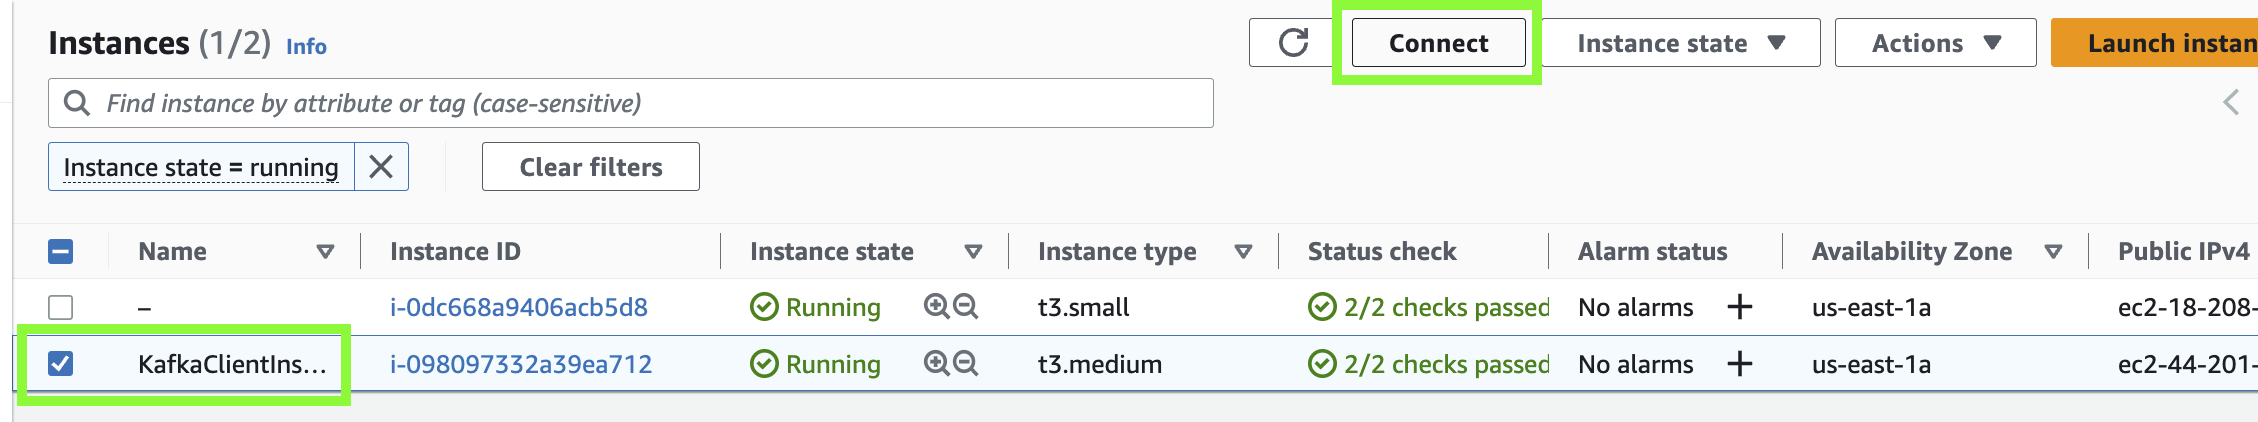 Instances (1/2) Info
Connect
Instance state
Actions
Launch instan
Find instance by attribute or tag (case-sensitive)
Instance state = running
Clear filters
Name Instance ID Instance state Instance type Status check Alarm status Availability Zone Public IPv4
– i-0dc668a9406acb5d8 Running t3.small 2/2 checks passed No alarms + us-east-1a ec2-18-208-
KafkaClientIns... i-098097332a39ea712 Running t3.medium 2/2 checks passed No alarms + us-east-1a ec2-44-201-